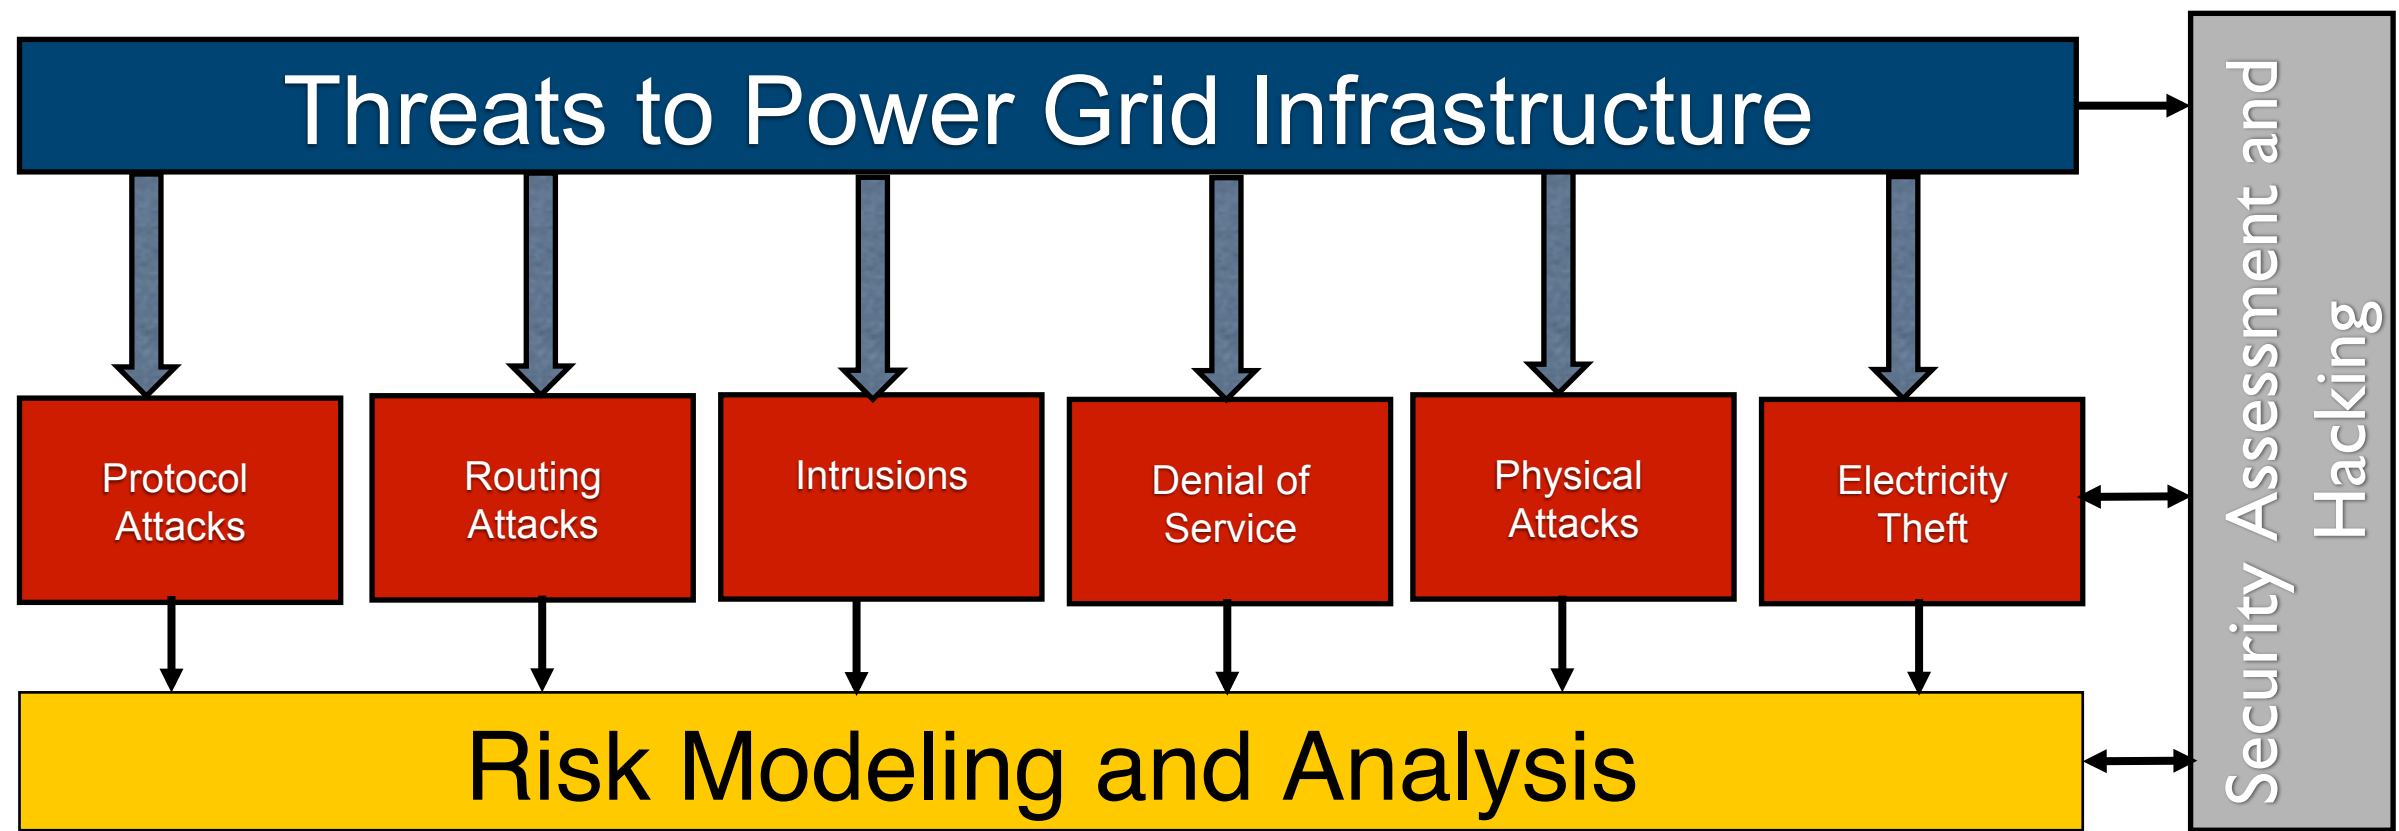 Threats to Power Grid Infrastructure
Protocol
Attacks
Routing
Attacks
Intrusions
Denial of
Service
Physical
Attacks
Electricity
Theft
Risk Modeling and Analysis
Security Assessment and
Hacking